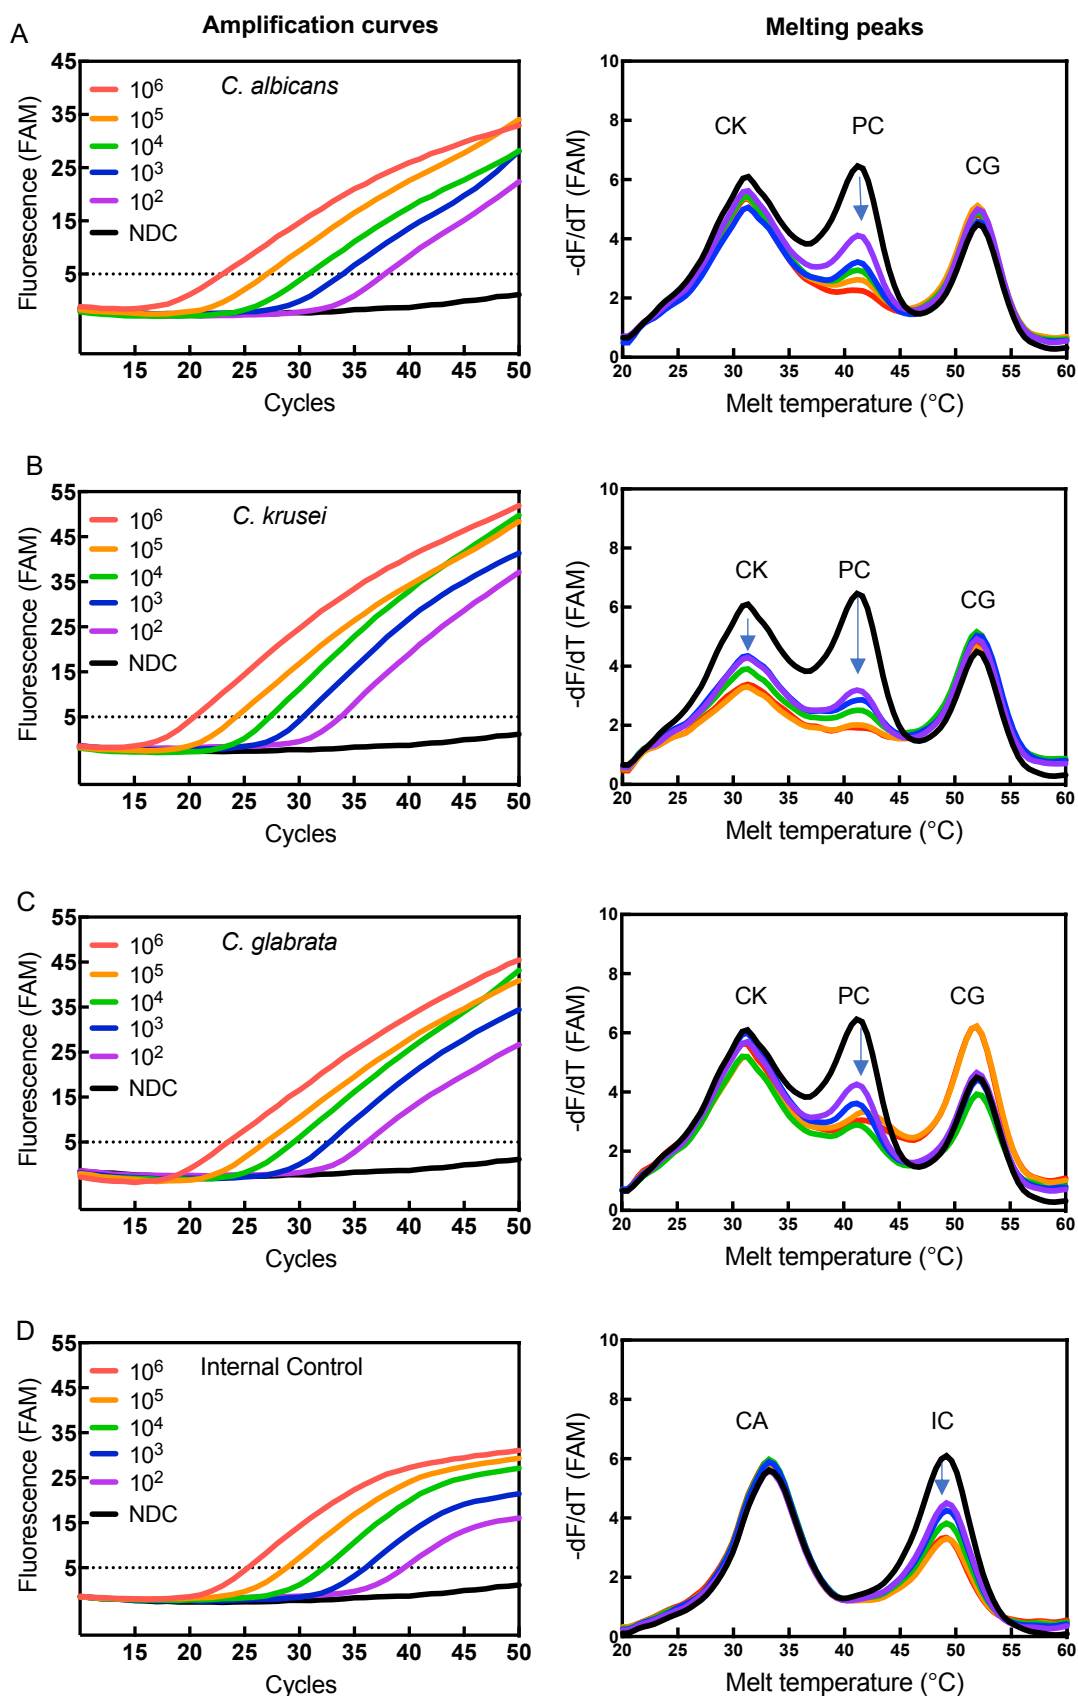 Amplification curves
Melting peaks
A
C. albicans
10⁶
10⁵
10⁴
10³
10²
NDC
Fluorescence (FAM)
45
35
25
15
5
15 20 25 30 35 40 45 50
Cycles
CK PC CG
-dF/dT (FAM)
10
8
6
4
2
0
20 25 30 35 40 45 50 55 60
Melt temperature (°C)
B
C. krusei
10⁶
10⁵
10⁴
10³
10²
NDC
Fluorescence (FAM)
55
45
35
25
15
5
15 20 25 30 35 40 45 50
Cycles
CK PC CG
-dF/dT (FAM)
10
8
6
4
2
0
20 25 30 35 40 45 50 55 60
Melt temperature (°C)
C
C. glabrata
10⁶
10⁵
10⁴
10³
10²
NDC
Fluorescence (FAM)
55
45
35
25
15
5
15 20 25 30 35 40 45 50
Cycles
CK PC CG
-dF/dT (FAM)
10
8
6
4
2
0
20 25 30 35 40 45 50 55 60
Melt temperature (°C)
D
Internal Control
10⁶
10⁵
10⁴
10³
10²
NDC
Fluorescence (FAM)
55
45
35
25
15
5
15 20 25 30 35 40 45 50
Cycles
CA IC
-dF/dT (FAM)
10
8
6
4
2
0
20 25 30 35 40 45 50 55 60
Melt temperature (°C)